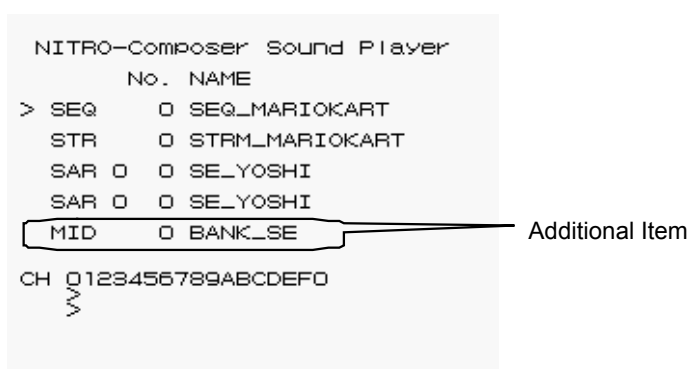 NITRO-Composer Sound Player
No. NAME
> SEQ 0 SEQ_MARIOKART
STR 0 STRM_MARIOKART
SAR 0 0 SE_YOSHI
SAR 0 0 SE_YOSHI
MID 0 BANK_SE
Additional Item
CH 0123456789ABCDEF0
>
>